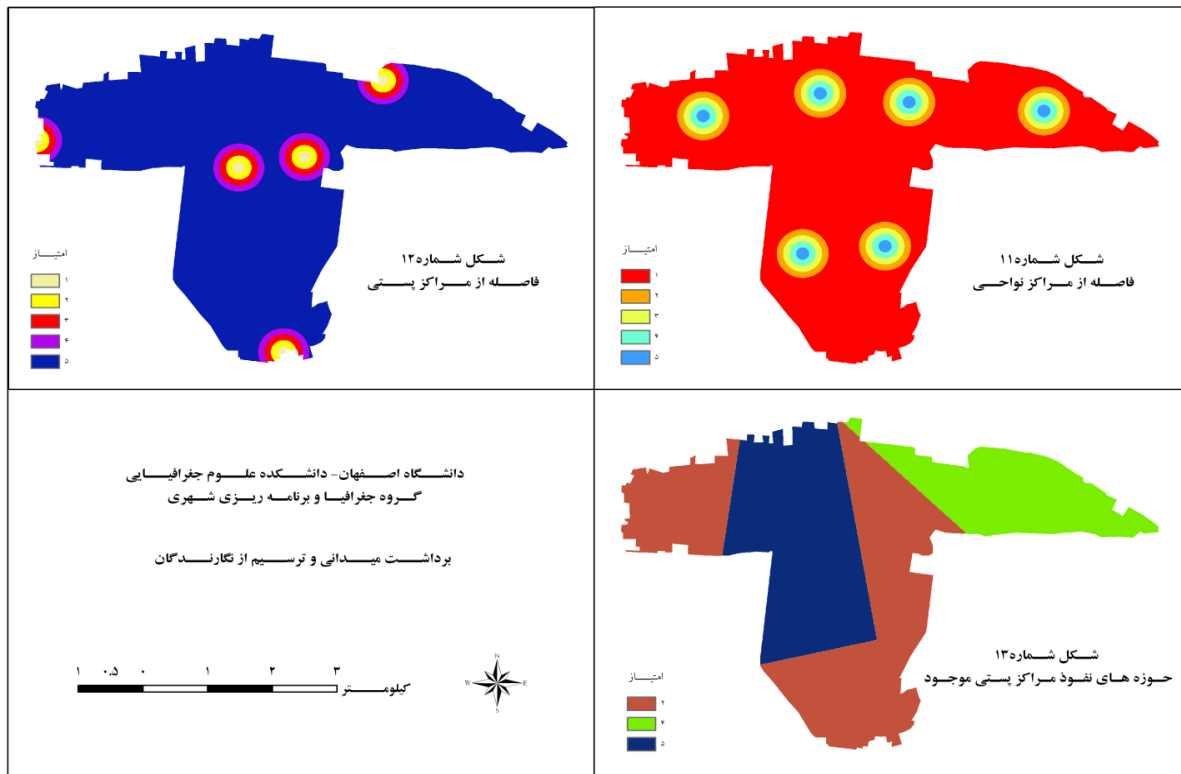 شکل شماره۱۱
فاصله از مراکز نواحی
امتیاز
۱
۲
۳
۴
۵
شکل شماره۱۲
فاصله از مراکز پستی
امتیاز
۱
۲
۳
۴
۵
شکل شماره۱۳
حوزه های نفوذ مراکز پستی موجود
امتیاز
۲
۴
۵
دانشگاه اصفهان- دانشکده علوم جغرافیایی
گروه جغرافیا و برنامه ریزی شهری
برداشت میدانی و ترسیم از نگارندگان
N
W E
S
۱ ۰.۵ ۰ ۱ ۲ ۳
کیلومتر